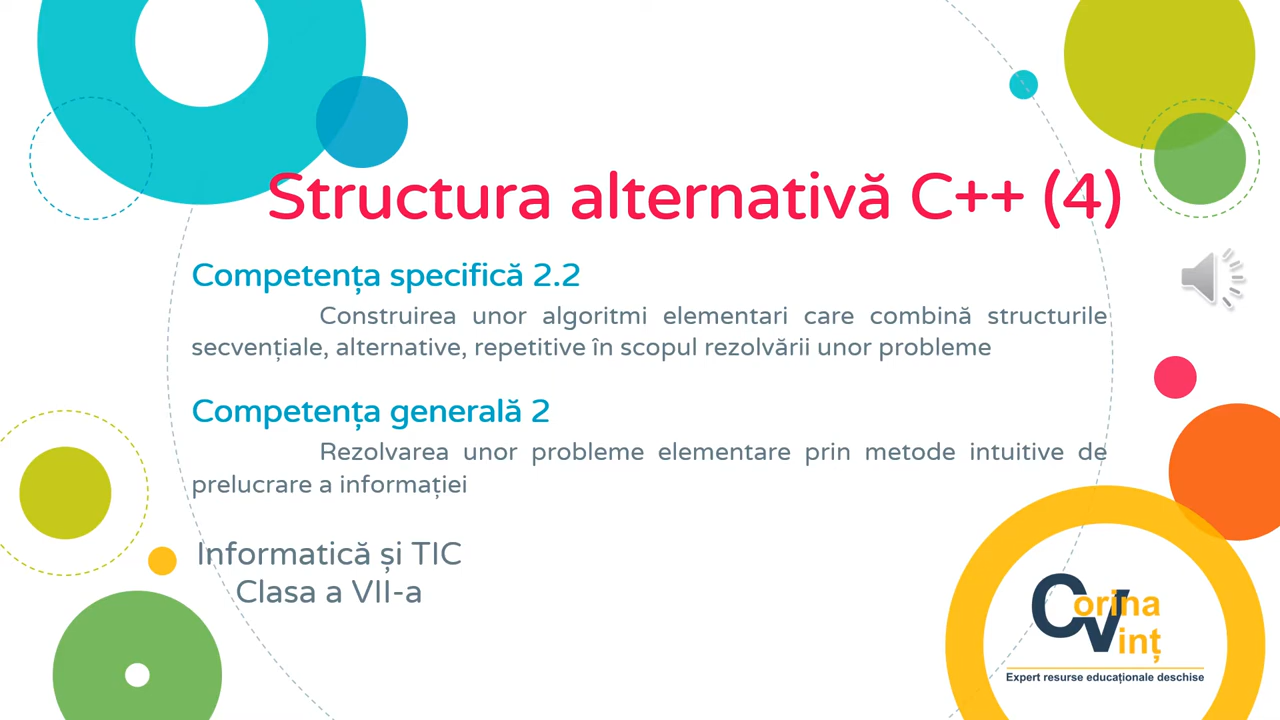 Structura alternativă C++ (4)
Competența specifică 2.2
Construirea unor algoritmi elementari care combină structurile
secvențiale, alternative, repetitive în scopul rezolvării unor probleme
Competența generală 2
Rezolvarea unor probleme elementare prin metode intuitive de
prelucrare a informației
Informatică și TIC
Clasa a VII-a
Corina
Vinț
Expert resurse educaționale deschise